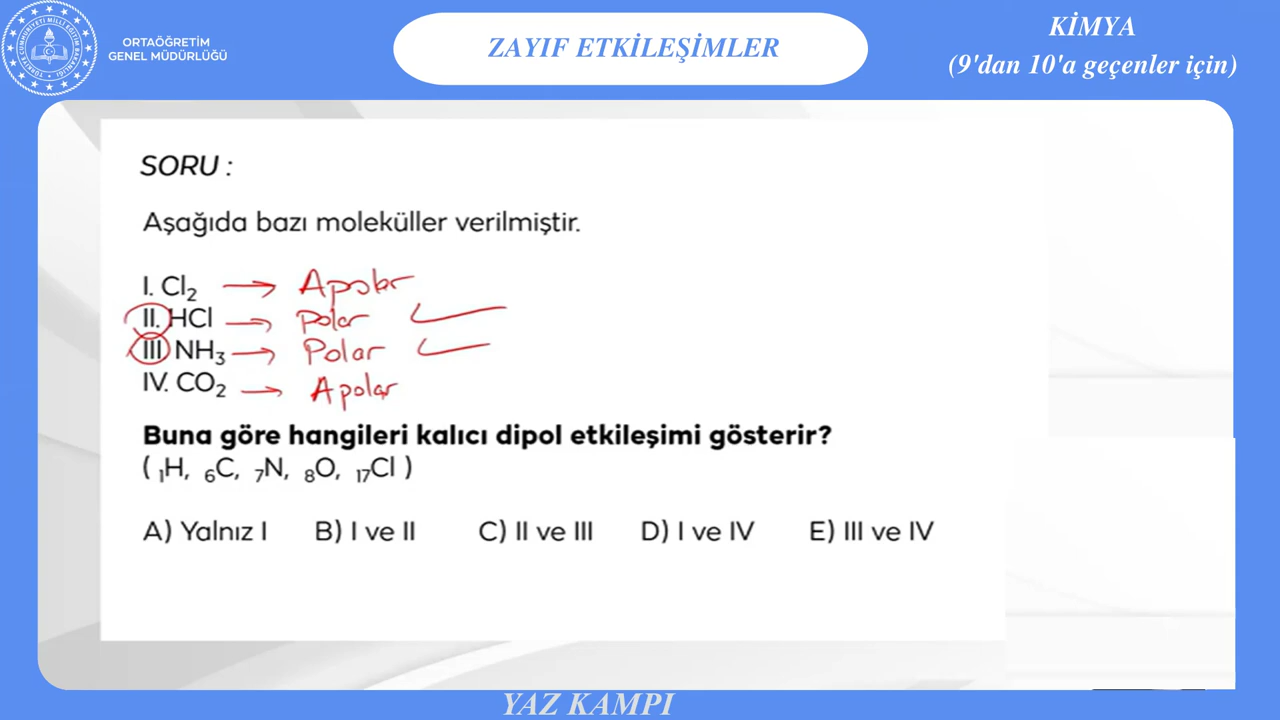 ORTAÖĞRETİM
GENEL MÜDÜRLÜĞÜ
ZAYIF ETKİLEŞİMLER
KİMYA
(9'dan 10'a geçenler için)
SORU :
Aşağıda bazı moleküller verilmiştir.
I. Cl₂ → Apolar
II. HCl → Polar
III NH₃ → Polar
IV. CO₂ → Apolar
Buna göre hangileri kalıcı dipol etkileşimi gösterir?
( ₁H, ₆C, ₇N, ₈O, ₁₇Cl )
A) Yalnız I B) I ve II C) II ve III D) I ve IV E) III ve IV
YAZ KAMPI